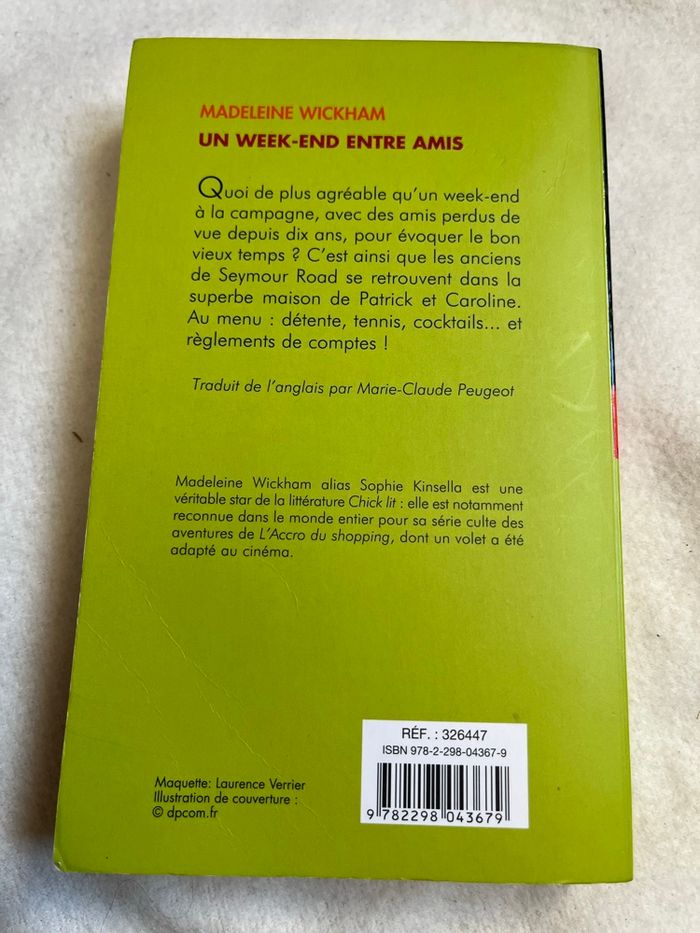 MADELEINE WICKHAM
UN WEEK-END ENTRE AMIS
Quoi de plus agréable qu'un week-end
à la campagne, avec des amis perdus de
vue depuis dix ans, pour évoquer le bon
vieux temps ? C'est ainsi que les anciens
de Seymour Road se retrouvent dans la
superbe maison de Patrick et Caroline.
Au menu : détente, tennis, cocktails... et
règlements de comptes !
Traduit de l'anglais par Marie-Claude Peugeot
Madeleine Wickham alias Sophie Kinsella est une
véritable star de la littérature Chick lit : elle est notamment
reconnue dans le monde entier pour sa série culte des
aventures de L'Accro du shopping, dont un volet a été
adapté au cinéma.
RÉF. : 326447
ISBN 978-2-298-04367-9
9 782298 043679
Maquette: Laurence Verrier
Illustration de couverture :
© dpcom.fr